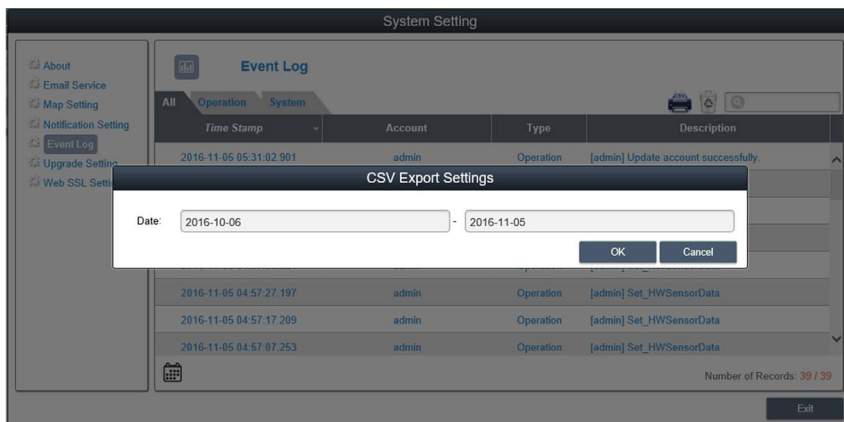 System Setting
About
Email Service
Map Setting
Notification Setting
Event Log
Upgrade Setting
Web SSL Setti
Event Log
All Operation System
CSV
Time Stamp Account Type Description
2016-11-05 05:31:02.901 admin Operation [admin] Update account successfully.
CSV Export Settings
Date: 2016-10-06 - 2016-11-05
OK Cancel
2016-11-05 04:57:27.197 admin Operation [admin] Set_HWSensorData
2016-11-05 04:57:17.209 admin Operation [admin] Set_HWSensorData
2016-11-05 04:57:07.253 admin Operation [admin] Set_HWSensorData
Number of Records: 39 / 39
Exit